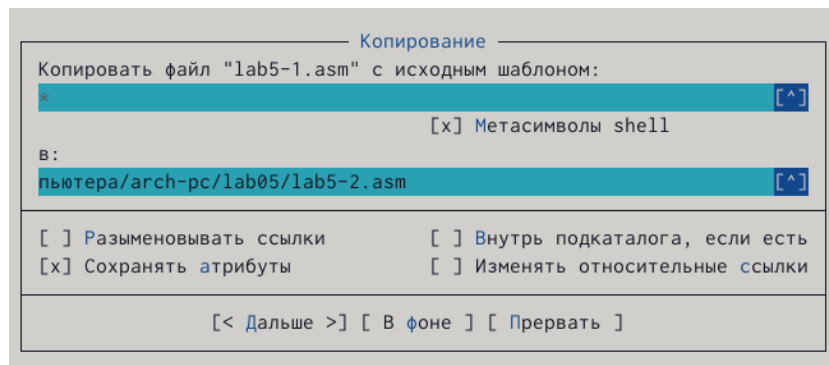 Копирование
Копировать файл "lab5-1.asm" с исходным шаблоном:
* [^]
[x] Метасимволы shell
в:
пьютера/arch-pc/lab05/lab5-2.asm [^]
[ ] Разыменовывать ссылки [ ] Внутрь подкаталога, если есть
[x] Сохранять атрибуты [ ] Изменять относительные ссылки
[< Дальше >] [ В фоне ] [ Прервать ]